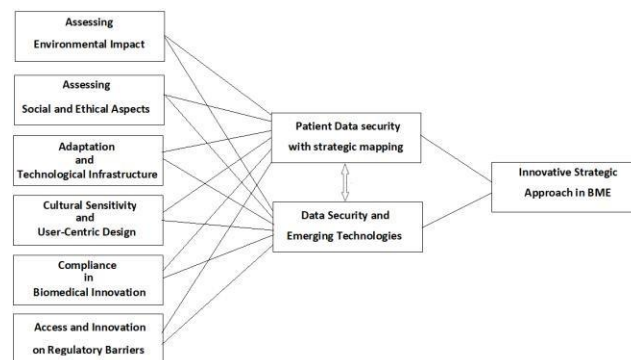 Assessing
Environmental Impact
Assessing
Social and Ethical Aspects
Adaptation
and
Technological Infrastructure
Cultural Sensitivity
and
User-Centric Design
Compliance
in
Biomedical Innovation
Access and Innovation
on Regulatory Barriers
Patient Data security
with strategic mapping
Data Security and
Emerging Technologies
Innovative Strategic
Approach in BME